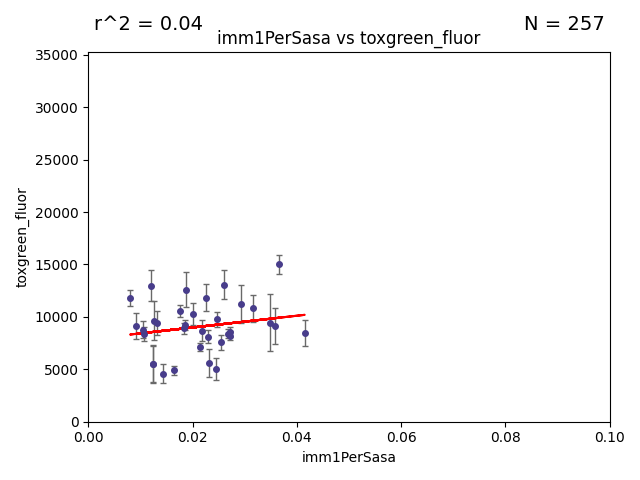 r^2 = 0.04
N = 257
imm1PerSasa vs toxgreen_fluor
35000
30000
25000
20000
15000
10000
5000
0
toxgreen_fluor
0.00
0.02
0.04
0.06
0.08
0.10
imm1PerSasa